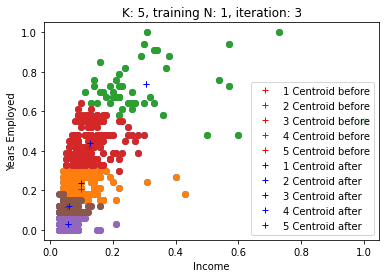 K: 5, training N: 1, iteration: 3
1.0
0.8
0.6
0.4
0.2
0.0
Years Employed
1 Centroid before
2 Centroid before
3 Centroid before
4 Centroid before
5 Centroid before
1 Centroid after
2 Centroid after
3 Centroid after
4 Centroid after
5 Centroid after
0.0 0.2 0.4 0.6 0.8 1.0
Income